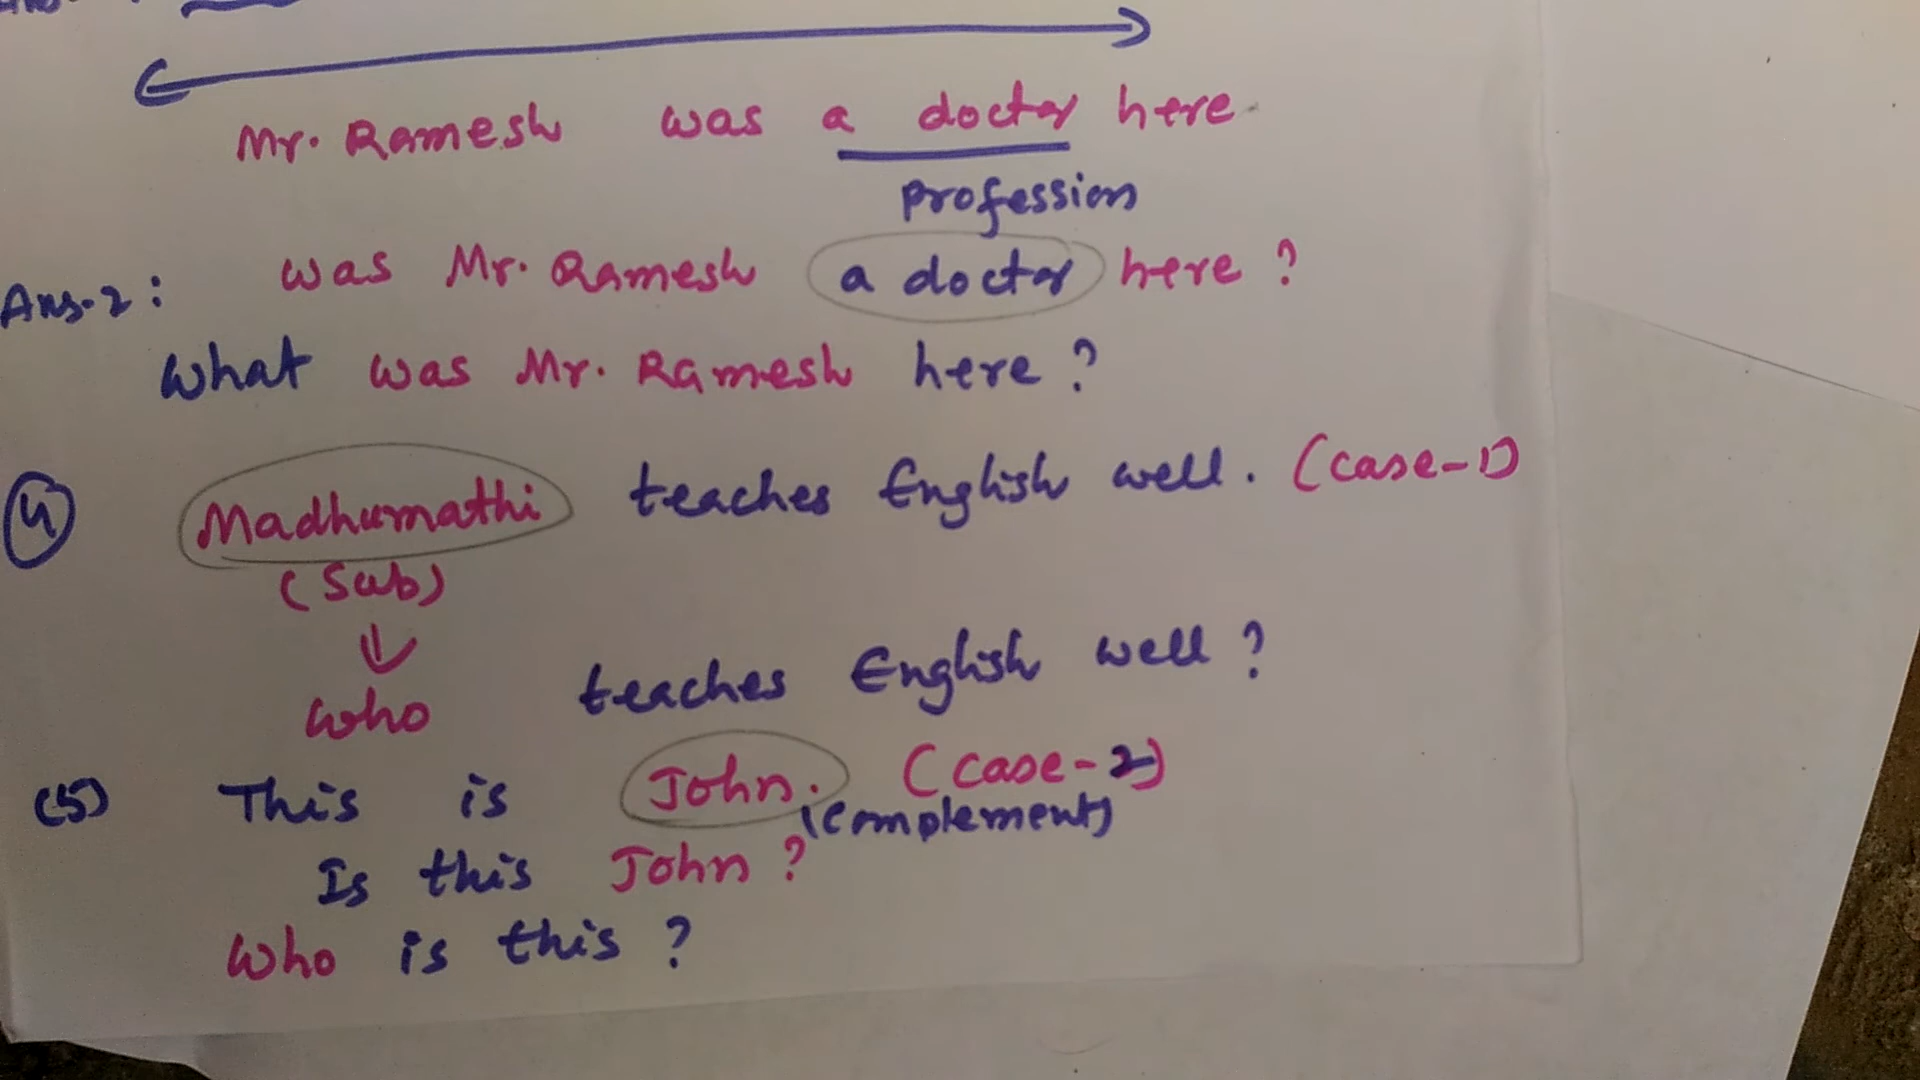 Mr. Ramesh was a doctor here
profession
Ans-2: was Mr. Ramesh a doctor here ?
What was Mr. Ramesh here ?
(4) Madhumathi teaches English well. (case-1)
(Sub)
who teaches English well ?
(5) This is John. (case-2)
(complement)
Is this John ?
Who is this ?